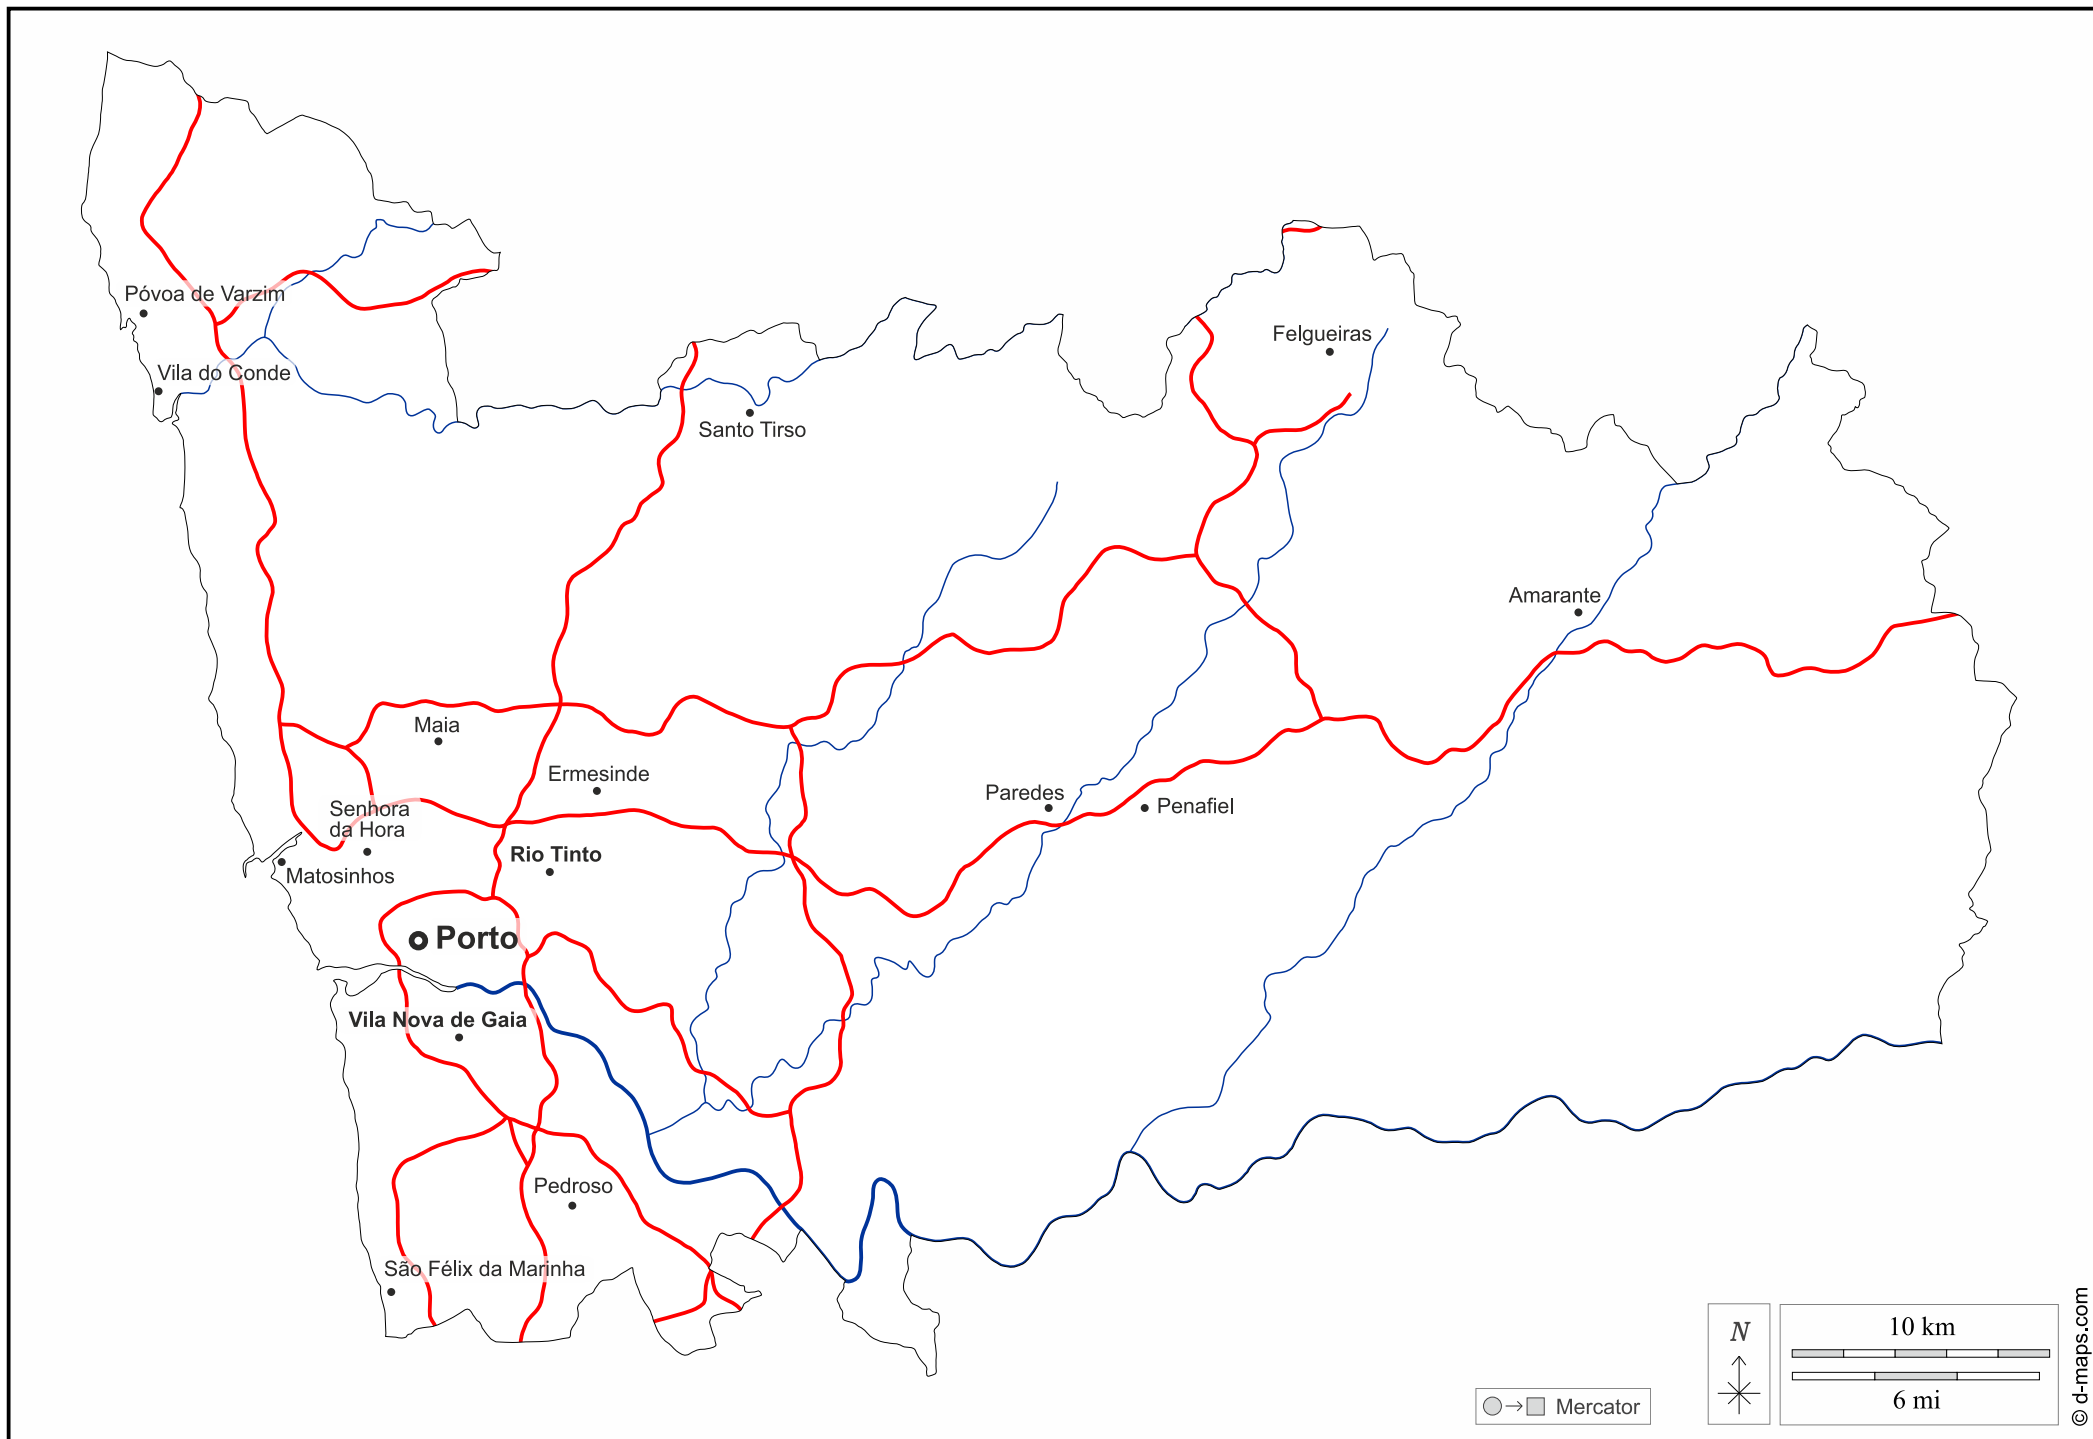 Póvoa de Varzim
Felgueiras
Vila do Conde
Santo Tirso
Amarante
Maia
Ermesinde
Paredes
Penafiel
Senhora
da Hora
Rio Tinto
Matosinhos
Porto
Vila Nova de Gaia
Pedroso
São Félix da Marinha
N
10 km
6 mi
Mercator
© d-maps.com